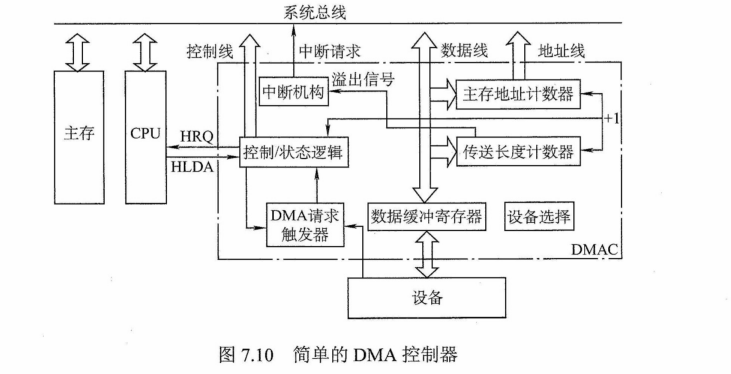 系统总线
控制线
中断请求
数据线
地址线
溢出信号
中断机构
主存地址计数器
主存
CPU
HRQ
HLDA
控制/状态逻辑
+1
传送长度计数器
DMA请求
触发器
数据缓冲寄存器
设备选择
DMAC
设备
图 7.10 简单的 DMA 控制器